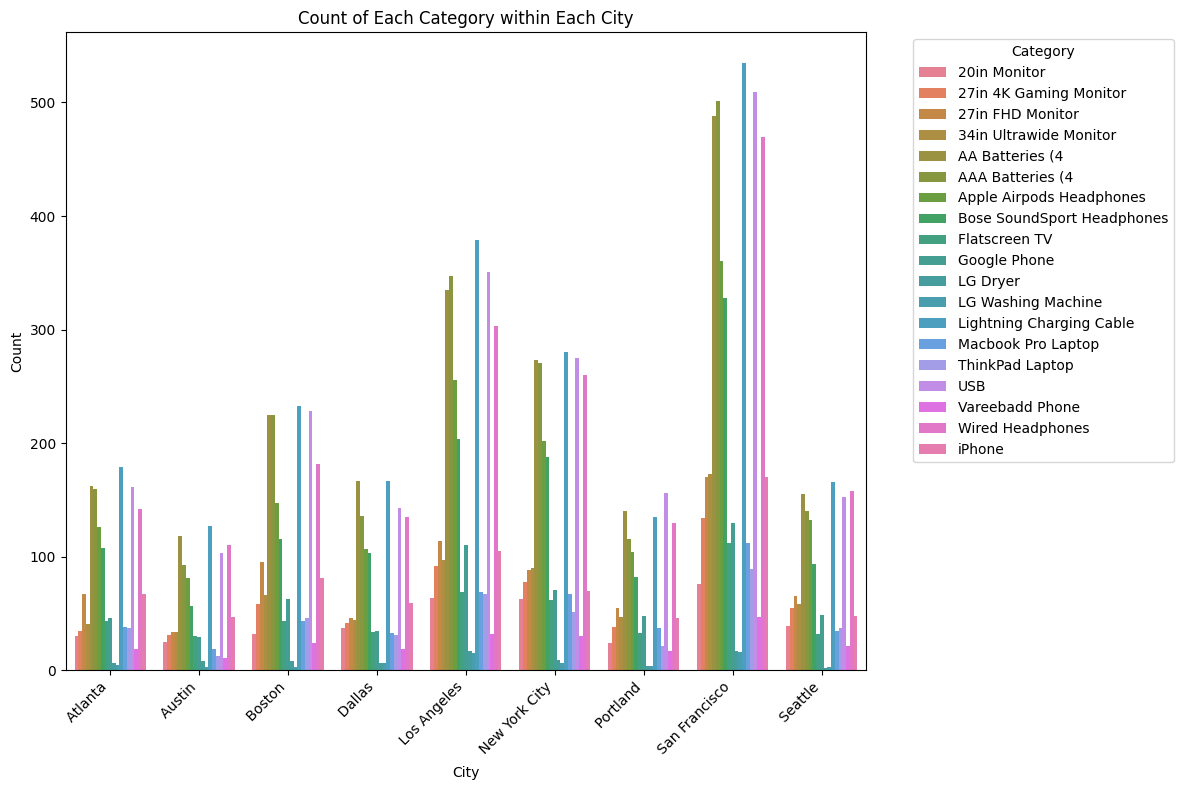 Count of Each Category within Each City
Count
500
400
300
200
100
0
Atlanta
Austin
Boston
Dallas
Los Angeles
New York City
Portland
San Francisco
Seattle
City
Category
20in Monitor
27in 4K Gaming Monitor
27in FHD Monitor
34in Ultrawide Monitor
AA Batteries (4
AAA Batteries (4
Apple Airpods Headphones
Bose SoundSport Headphones
Flatscreen TV
Google Phone
LG Dryer
LG Washing Machine
Lightning Charging Cable
Macbook Pro Laptop
ThinkPad Laptop
USB
Vareebadd Phone
Wired Headphones
iPhone